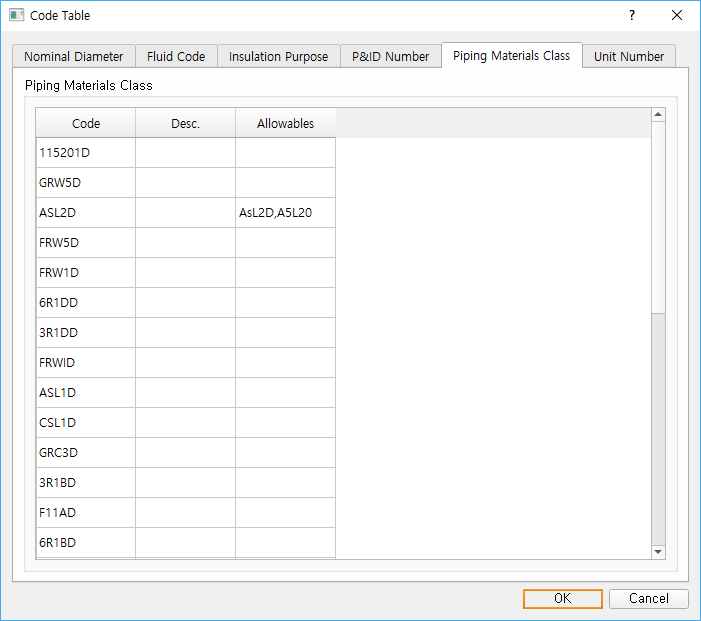 Code Table
Nominal Diameter Fluid Code Insulation Purpose P&ID Number Piping Materials Class Unit Number
Piping Materials Class
Code Desc. Allowables
115201D
GRW5D
ASL2D AsL2D,A5L20
FRW5D
FRW1D
6R1DD
3R1DD
FRWID
ASL1D
CSL1D
GRC3D
3R1BD
F11AD
6R1BD
OK Cancel